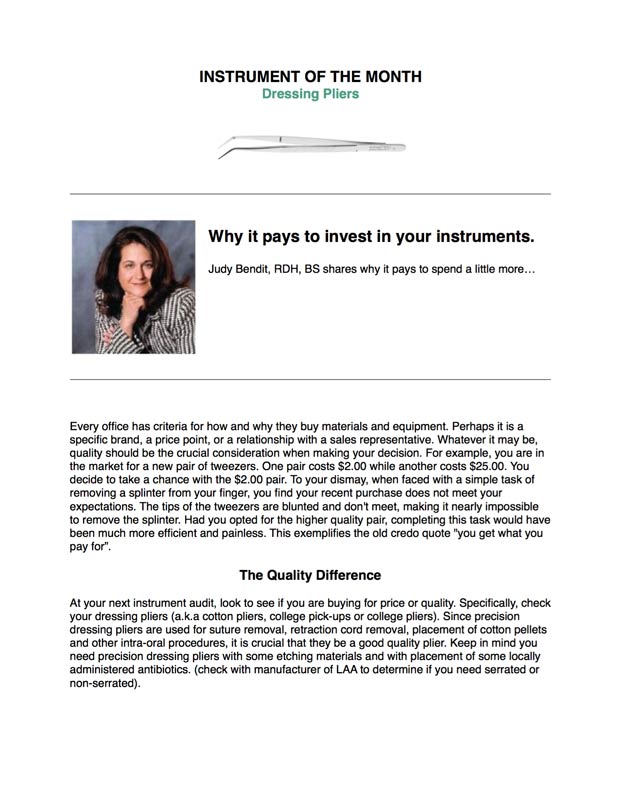 INSTRUMENT OF THE MONTH
Dressing Pliers
Why it pays to invest in your instruments.
Judy Bendit, RDH, BS shares why it pays to spend a little more…
Every office has criteria for how and why they buy materials and equipment. Perhaps it is a
specific brand, a price point, or a relationship with a sales representative. Whatever it may be,
quality should be the crucial consideration when making your decision. For example, you are in
the market for a new pair of tweezers. One pair costs $2.00 while another costs $25.00. You
decide to take a chance with the $2.00 pair. To your dismay, when faced with a simple task of
removing a splinter from your finger, you find your recent purchase does not meet your
expectations. The tips of the tweezers are blunted and don't meet, making it nearly impossible
to remove the splinter. Had you opted for the higher quality pair, completing this task would have
been much more efficient and painless. This exemplifies the old credo quote "you get what you
pay for".
The Quality Difference
At your next instrument audit, look to see if you are buying for price or quality. Specifically, check
your dressing pliers (a.k.a cotton pliers, college pick-ups or college pliers). Since precision
dressing pliers are used for suture removal, retraction cord removal, placement of cotton pellets
and other intra-oral procedures, it is crucial that they be a good quality plier. Keep in mind you
need precision dressing pliers with some etching materials and with placement of some locally
administered antibiotics. (check with manufacturer of LAA to determine if you need serrated or
non-serrated).